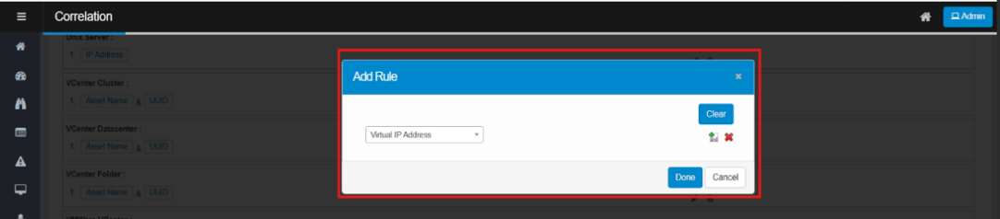 Correlation
Admin
Unix Server :
1. IP Address
Add Rule
VCenter Cluster :
1. Asset Name & UUID
Clear
VCenter Datacenter :
Virtual IP Address
1. Asset Name & UUID
VCenter Folder :
Done Cancel
1. Asset Name & UUID